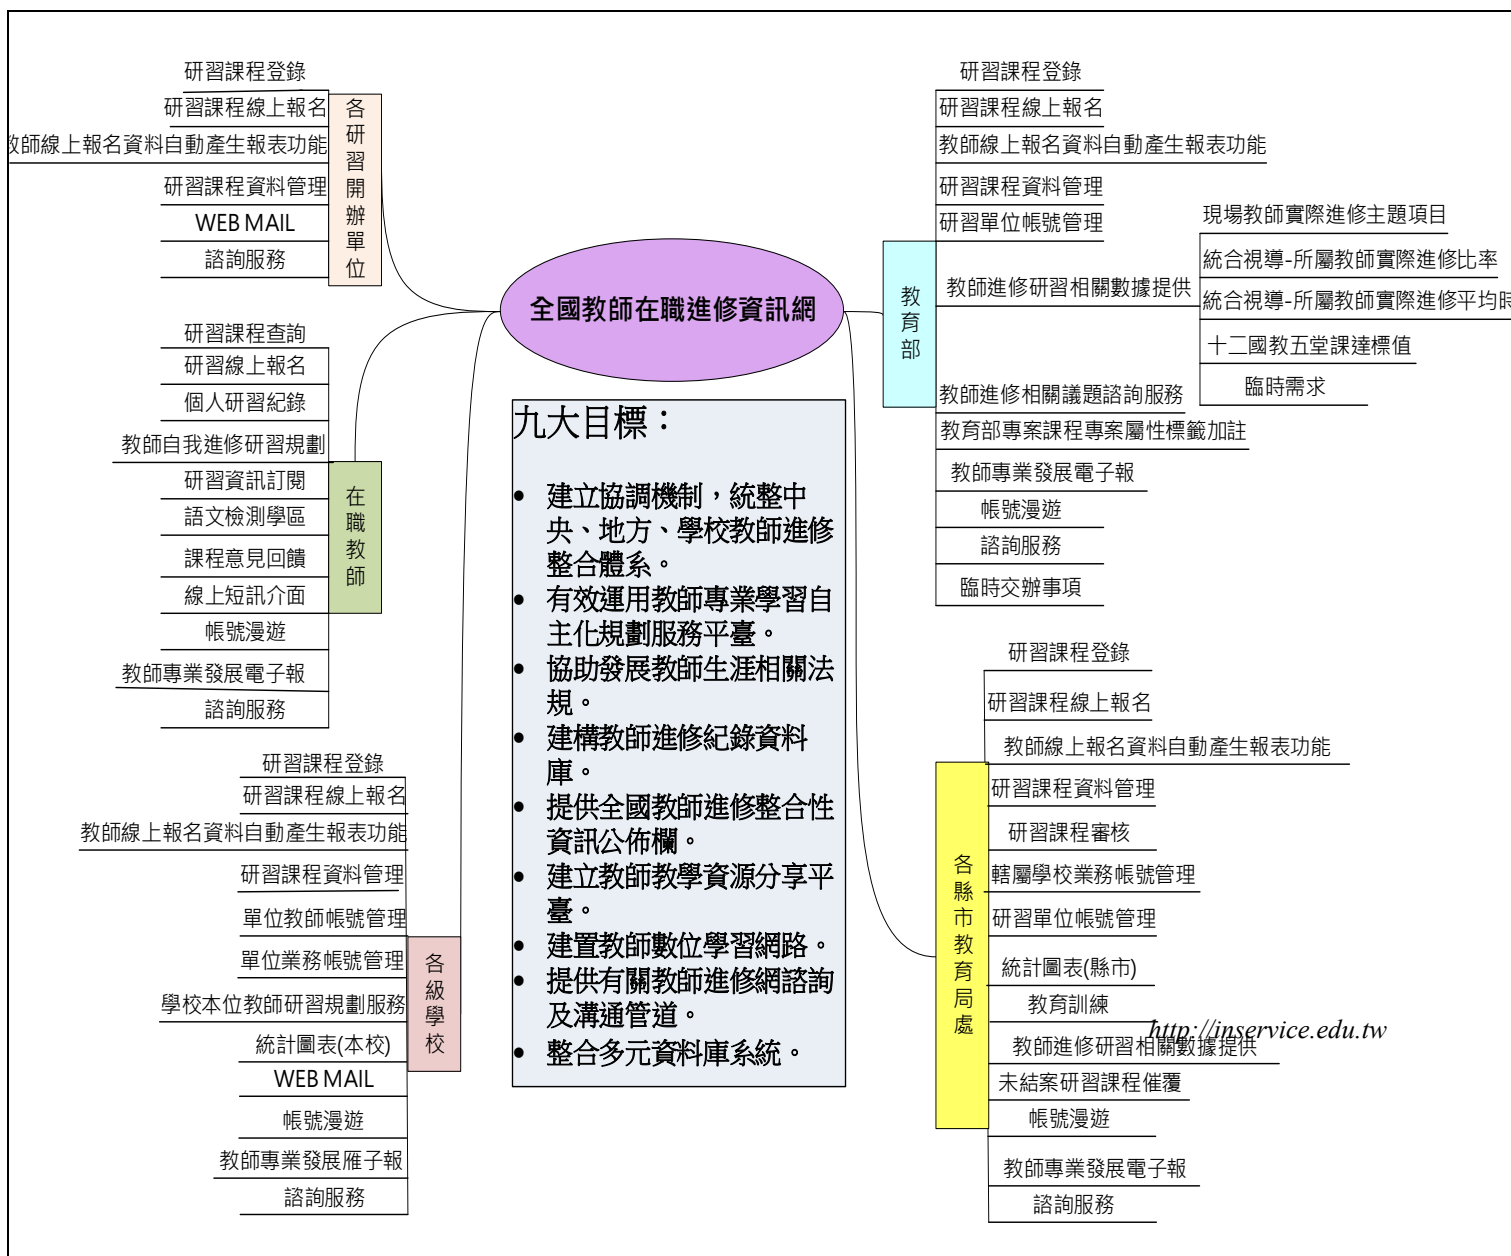 全國教師在職進修資訊網
各研習開辦單位
研習課程登錄
研習課程線上報名
教師線上報名資料自動產生報表功能
研習課程資料管理
WEB MAIL
諮詢服務
在職教師
研習課程查詢
研習線上報名
個人研習紀錄
教師自我進修研習規劃
研習資訊訂閱
語文檢測學區
課程意見回饋
線上短訊介面
帳號漫遊
教師專業發展電子報
諮詢服務
各級學校
研習課程登錄
研習課程線上報名
教師線上報名資料自動產生報表功能
研習課程資料管理
單位教師帳號管理
單位業務帳號管理
學校本位教師研習規劃服務
統計圖表(本校)
WEB MAIL
帳號漫遊
教師專業發展雁子報
諮詢服務
九大目標：
• 建立協調機制，統整中
央、地方、學校教師進修
整合體系。
• 有效運用教師專業學習自
主化規劃服務平臺。
• 協助發展教師生涯相關法
規。
• 建構教師進修紀錄資料
庫。
• 提供全國教師進修整合性
資訊公佈欄。
• 建立教師教學資源分享平
臺。
• 建置教師數位學習網路。
• 提供有關教師進修網諮詢
及溝通管道。
• 整合多元資料庫系統。
教育部
研習課程登錄
研習課程線上報名
教師線上報名資料自動產生報表功能
研習課程資料管理
研習單位帳號管理
教師進修研習相關數據提供
現場教師實際進修主題項目
統合視導-所屬教師實際進修比率
統合視導-所屬教師實際進修平均時
十二國教五堂課達標值
臨時需求
教師進修相關議題諮詢服務
教育部專案課程專案屬性標籤加註
教師專業發展電子報
帳號漫遊
諮詢服務
臨時交辦事項
各縣市教育局處
研習課程登錄
研習課程線上報名
教師線上報名資料自動產生報表功能
研習課程資料管理
研習課程審核
轄屬學校業務帳號管理
研習單位帳號管理
統計圖表(縣市)
教育訓練
http://inservice.edu.tw
教師進修研習相關數據提供
未結案研習課程催覆
帳號漫遊
教師專業發展電子報
諮詢服務